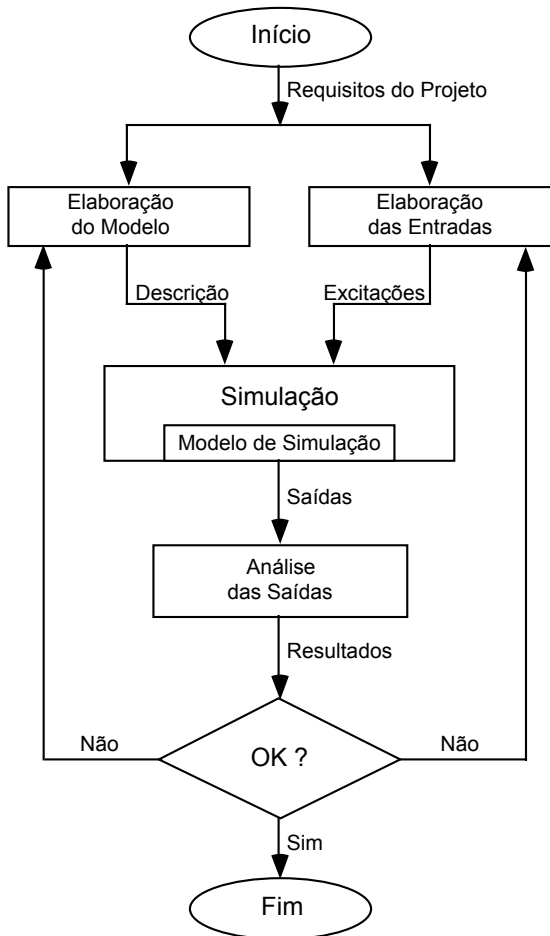 Início
Requisitos do Projeto
Elaboração
do Modelo
Elaboração
das Entradas
Descrição
Excitações
Simulação
Modelo de Simulação
Saídas
Análise
das Saídas
Resultados
Não
OK ?
Não
Sim
Fim